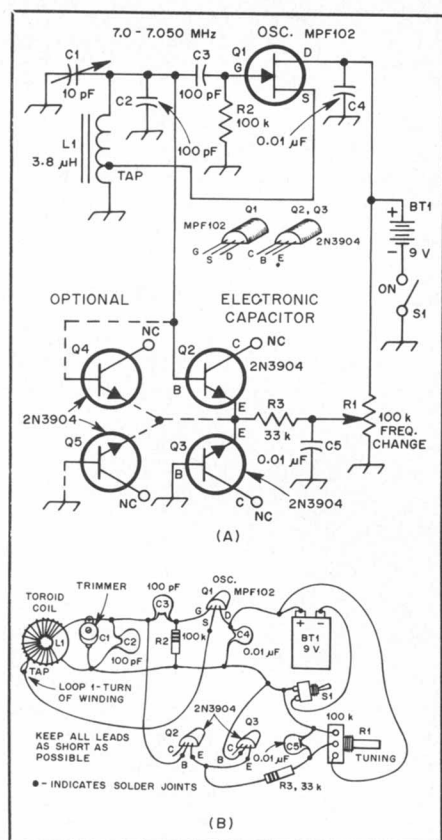 7.0 - 7.050 MHz
OSC.
MPF102
C1
10 pF
C3
100 pF
Q1
G
D
S
C2
100 pF
R2
100 k
C4
0.01 µF
L1
3.8 µH
TAP
Q1
MPF102
G S D
Q2, Q3
2N3904
C B E
+
BT1
-
9 V
ON
S1
OPTIONAL
ELECTRONIC CAPACITOR
NC
NC
Q4
2N3904
Q5
NC
Q2
C
2N3904
B
E
E
Q3
B
C
NC
2N3904
R3
33 k
C5
0.01 µF
R1
100 k
FREQ.
CHANGE
(A)
TOROID
COIL
L1
TAP
TRIMMER
C1
C2
100 pF
100 pF
C3
OSC.
Q1
MPF102
G
S
D
R2
100 k
C4
0.01 µF
+ -
BT1
9 V
S1
LOOP 1-TURN
OF WINDING
2N3904
Q2
C
B
E
Q3
C
B
E
0.01 µF
C5
100 k
R1
TUNING
R3, 33 k
KEEP ALL LEADS
AS SHORT AS
POSSIBLE
● - INDICATES SOLDER JOINTS
(B)